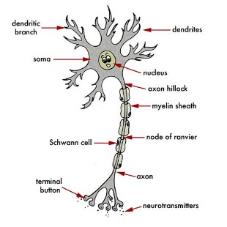 dendritic
branch
dendrites
soma
nucleus
axon hillock
myelin sheath
node of ranvier
Schwann cell
axon
terminal
button
neurotransmitters